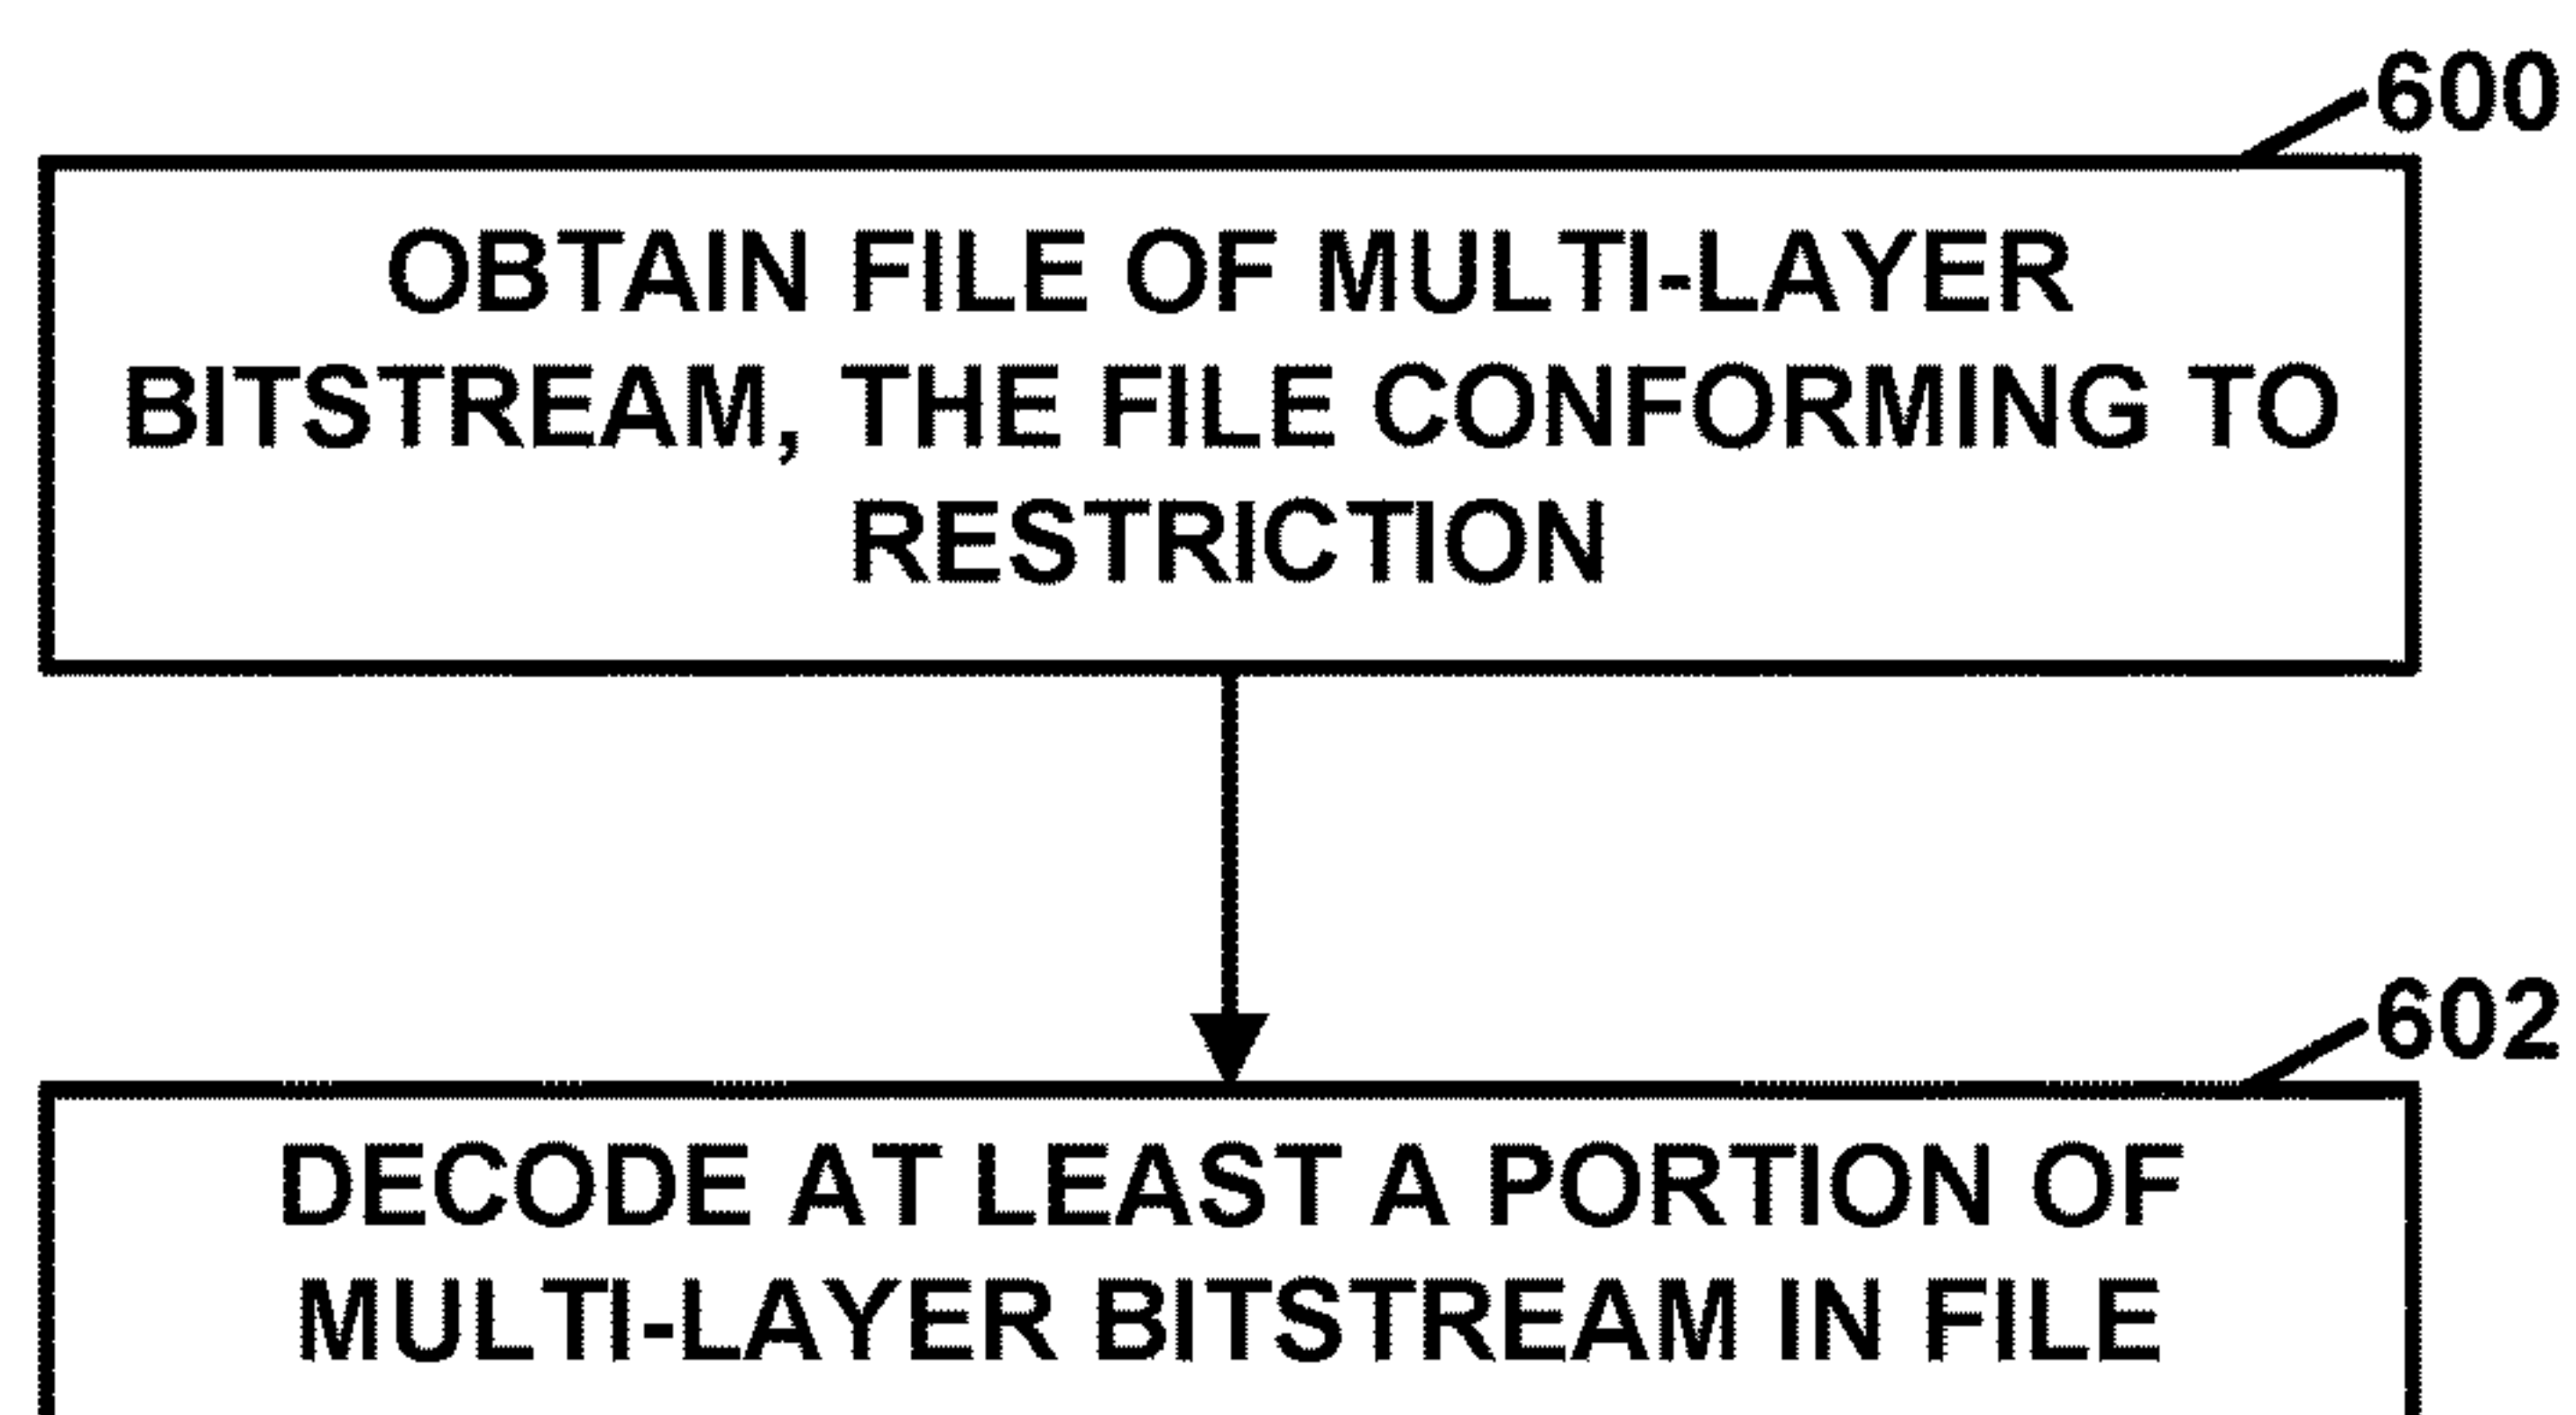 600
OBTAIN FILE OF MULTI-LAYER
BITSTREAM, THE FILE CONFORMING TO
RESTRICTION
602
DECODE AT LEAST A PORTION OF
MULTI-LAYER BITSTREAM IN FILE